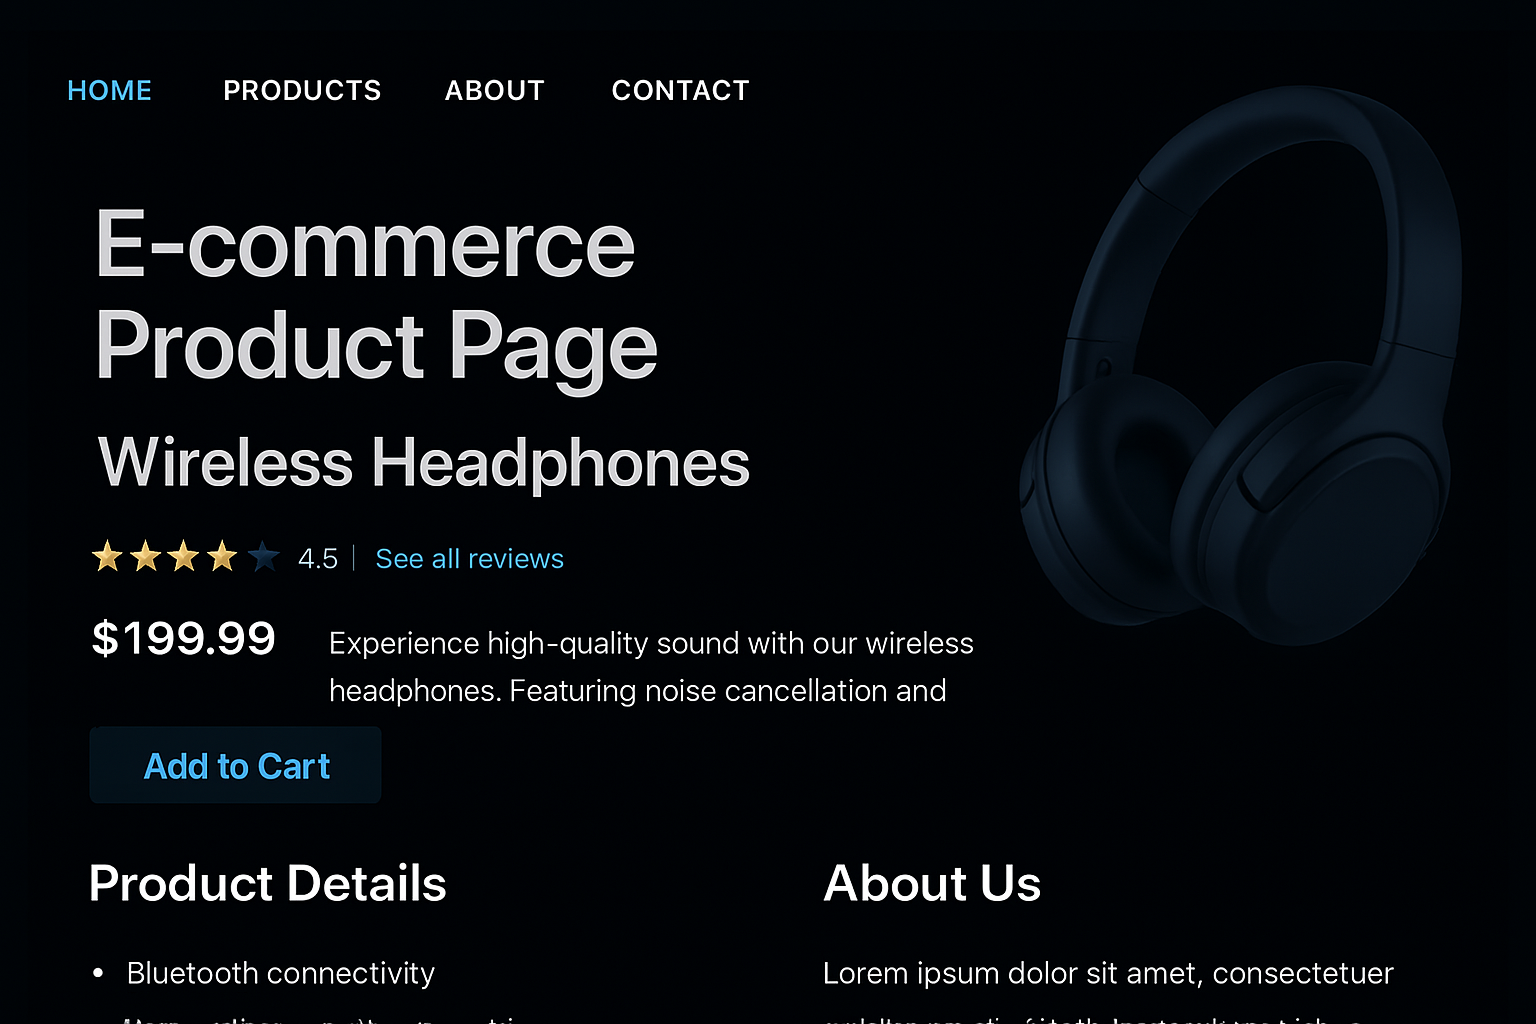 HOME PRODUCTS ABOUT CONTACT
E-commerce
Product Page
Wireless Headphones
4.5 | See all reviews
$199.99
Experience high-quality sound with our wireless
headphones. Featuring noise cancellation and
Add to Cart
Product Details
• Bluetooth connectivity
About Us
Lorem ipsum dolor sit amet, consectetuer